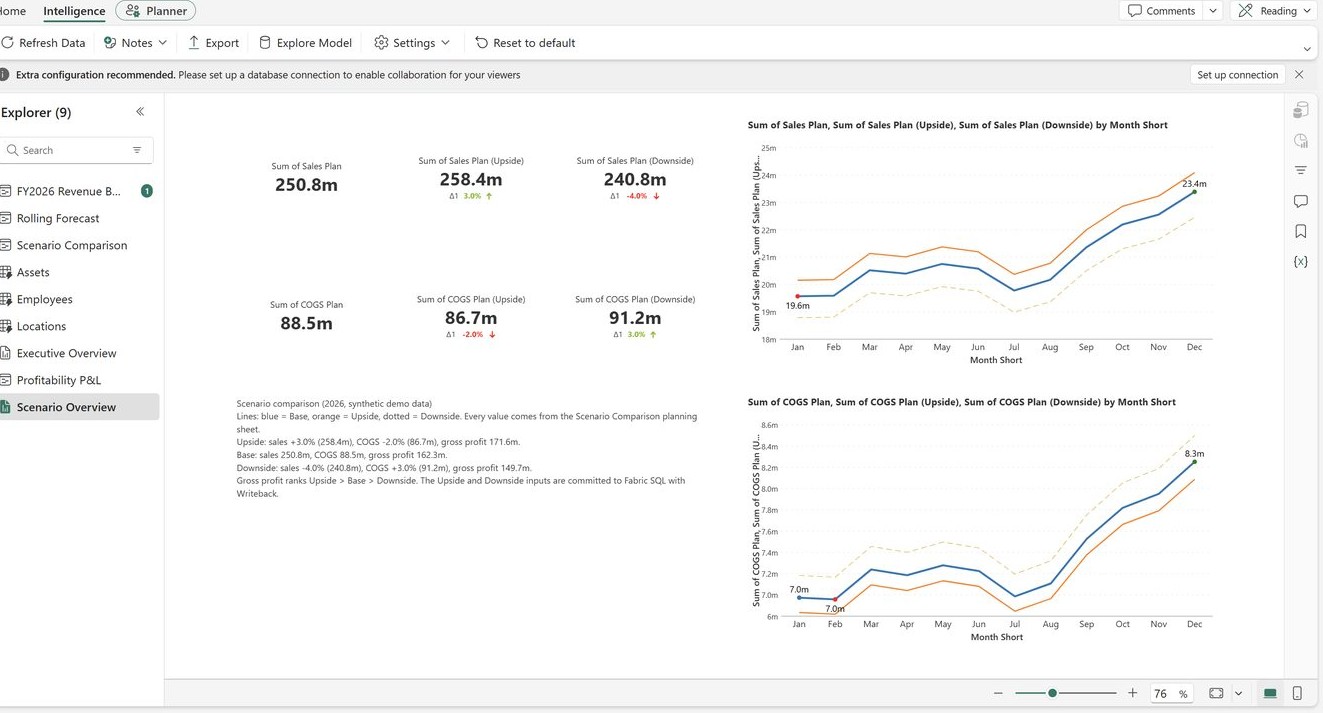 Home Intelligence Planner Comments Reading
Refresh Data Notes Export Explore Model Settings Reset to default
Extra configuration recommended. Please set up a database connection to enable collaboration for your viewers Set up connection
Explorer (9)
Search
FY2026 Revenue B... 1
Rolling Forecast
Scenario Comparison
Assets
Employees
Locations
Executive Overview
Profitability P&L
Scenario Overview
Sum of Sales Plan
250.8m
Sum of Sales Plan (Upside)
258.4m
Δ1 3.0% ↑
Sum of Sales Plan (Downside)
240.8m
Δ1 -4.0% ↓
Sum of COGS Plan
88.5m
Sum of COGS Plan (Upside)
86.7m
Δ1 -2.0% ↓
Sum of COGS Plan (Downside)
91.2m
Δ1 3.0% ↑
Scenario comparison (2026, synthetic demo data)
Lines: blue = Base, orange = Upside, dotted = Downside. Every value comes from the Scenario Comparison planning
sheet.
Upside: sales +3.0% (258.4m), COGS -2.0% (86.7m), gross profit 171.6m.
Base: sales 250.8m, COGS 88.5m, gross profit 162.3m.
Downside: sales -4.0% (240.8m), COGS +3.0% (91.2m), gross profit 149.7m.
Gross profit ranks Upside > Base > Downside. The Upside and Downside inputs are committed to Fabric SQL with
Writeback.
Sum of Sales Plan, Sum of Sales Plan (Upside), Sum of Sales Plan (Downside) by Month Short
Sum of Sales Plan, Sum of Sales Plan (Ups...
25m
24m
23m
22m
21m
20m
19m
18m
19.6m
23.4m
Jan Feb Mar Apr May Jun Jul Aug Sep Oct Nov Dec
Month Short
Sum of COGS Plan, Sum of COGS Plan (Upside), Sum of COGS Plan (Downside) by Month Short
Sum of COGS Plan, Sum of COGS Plan (U...
8.6m
8.4m
8.2m
8.0m
7.8m
7.6m
7.4m
7.2m
7.0m
6m
7.0m
7.0m
8.3m
Jan Feb Mar Apr May Jun Jul Aug Sep Oct Nov Dec
Month Short
76 %